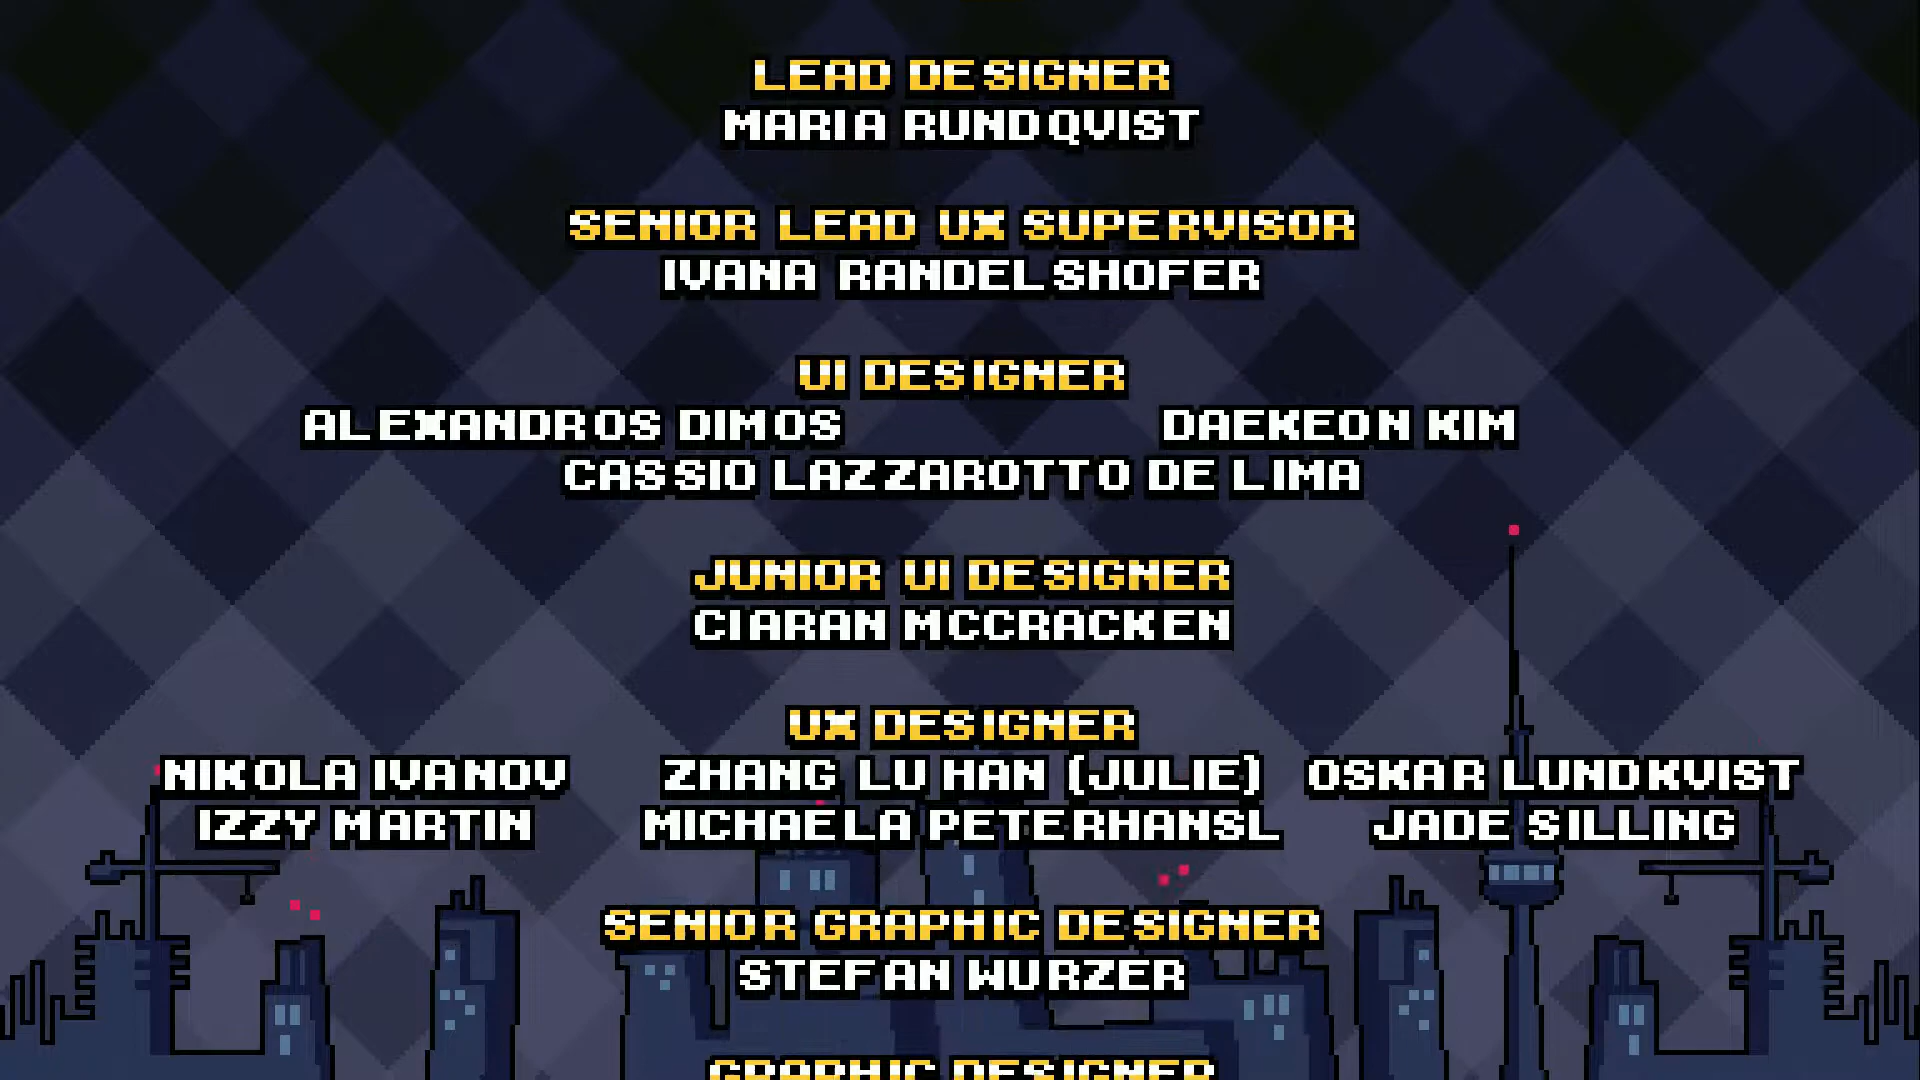 LEAD DESIGNER
MARIA RUNDQVIST
SENIOR LEAD UX SUPERVISOR
IVANA RANDELSHOFER
UI DESIGNER
ALEXANDROS DIMOS DAEKEON KIM
CASSIO LAZZAROTTO DE LIMA
JUNIOR UI DESIGNER
CIARAN MCCRACKEN
UX DESIGNER
NIKOLA IVANOV ZHANG LU HAN (JULIE) OSKAR LUNDKVIST
IZZY MARTIN MICHAELA PETERHANSL JADE SILLING
SENIOR GRAPHIC DESIGNER
STEFAN WURZER
GRAPHIC DESIGNER